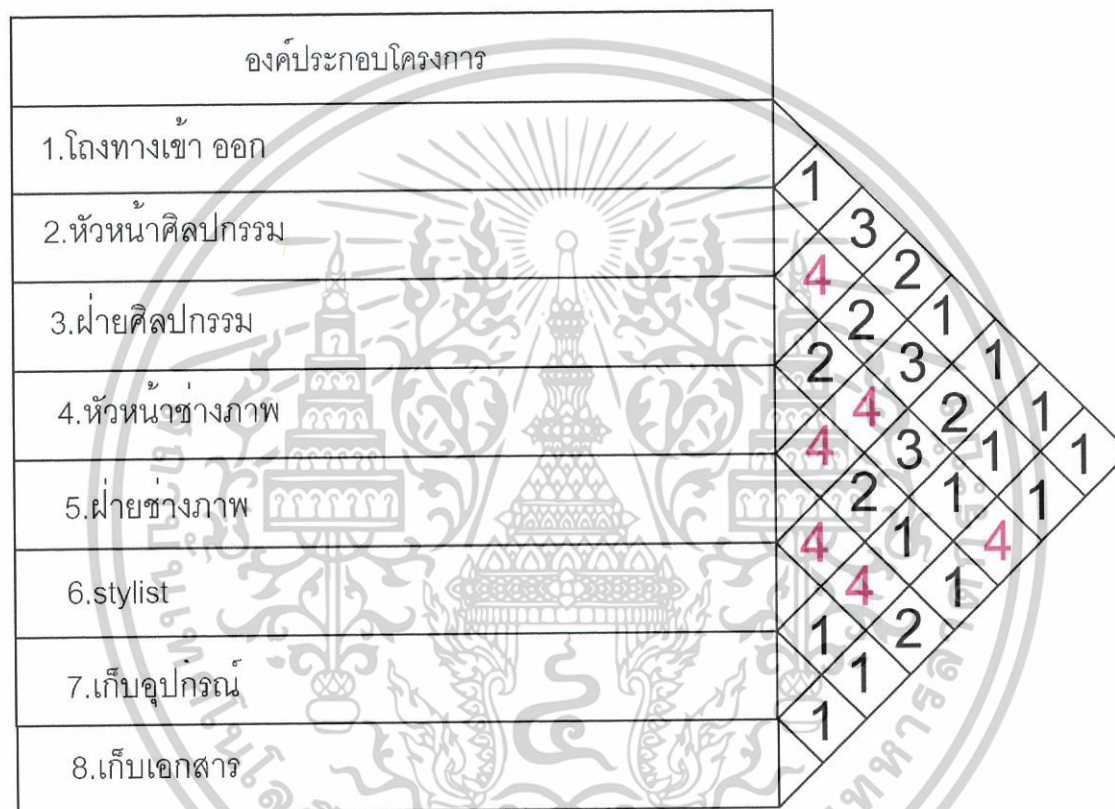 องค์ประกอบโครงการ
1.โถงทางเข้า ออก
2.หัวหน้าศิลปกรรม
3.ฝ่ายศิลปกรรม
4.หัวหน้าช่างภาพ
5.ฝ่ายช่างภาพ
6.stylist
7.เก็บอุปกรณ์
8.เก็บเอกสาร
1
3
4 2
2 1
2 3 1
4 2 1
4 3 1 1
2 1 1
4 1 4
4 1
1 2
1
1